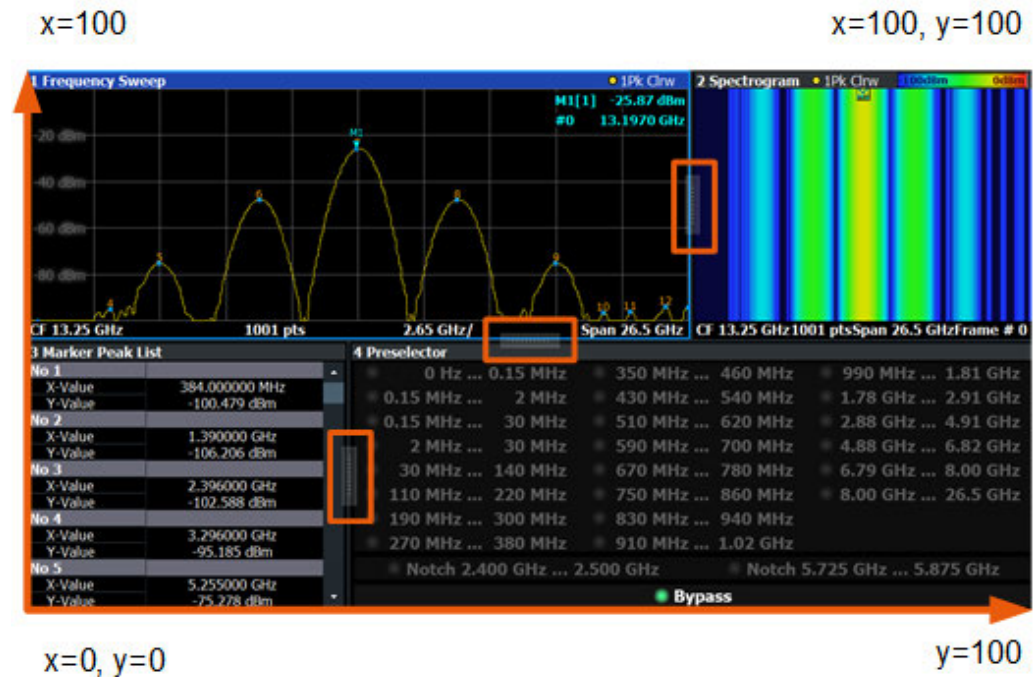 x=100
x=100, y=100
1 Frequency Sweep
1Pk Clrw
M1[1] -25.87 dBm
#0 13.1970 GHz
M1
-20 dBm
-40 dBm
-60 dBm
-80 dBm
4
5
6
8
9
10
11
12
CF 13.25 GHz 1001 pts 2.65 GHz/ Span 26.5 GHz
2 Spectrogram 1Pk Clrw -100dBm 0dBm
CF 13.25 GHz 1001 pts Span 26.5 GHz Frame # 0
3 Marker Peak List
No 1
X-Value 384.000000 MHz
Y-Value -100.479 dBm
No 2
X-Value 1.390000 GHz
Y-Value -106.206 dBm
No 3
X-Value 2.396000 GHz
Y-Value -102.588 dBm
No 4
X-Value 3.296000 GHz
Y-Value -95.185 dBm
No 5
X-Value 5.255000 GHz
Y-Value -75.278 dBm
4 Preselector
0 Hz ... 0.15 MHz 350 MHz ... 460 MHz 990 MHz ... 1.81 GHz
0.15 MHz ... 2 MHz 430 MHz ... 540 MHz 1.78 GHz ... 2.91 GHz
0.15 MHz ... 30 MHz 510 MHz ... 620 MHz 2.88 GHz ... 4.91 GHz
2 MHz ... 30 MHz 590 MHz ... 700 MHz 4.88 GHz ... 6.82 GHz
30 MHz ... 140 MHz 670 MHz ... 780 MHz 6.79 GHz ... 8.00 GHz
110 MHz ... 220 MHz 750 MHz ... 860 MHz 8.00 GHz ... 26.5 GHz
190 MHz ... 300 MHz 830 MHz ... 940 MHz
270 MHz ... 380 MHz 910 MHz ... 1.02 GHz
Notch 2.400 GHz ... 2.500 GHz Notch 5.725 GHz ... 5.875 GHz
Bypass
x=0, y=0
y=100